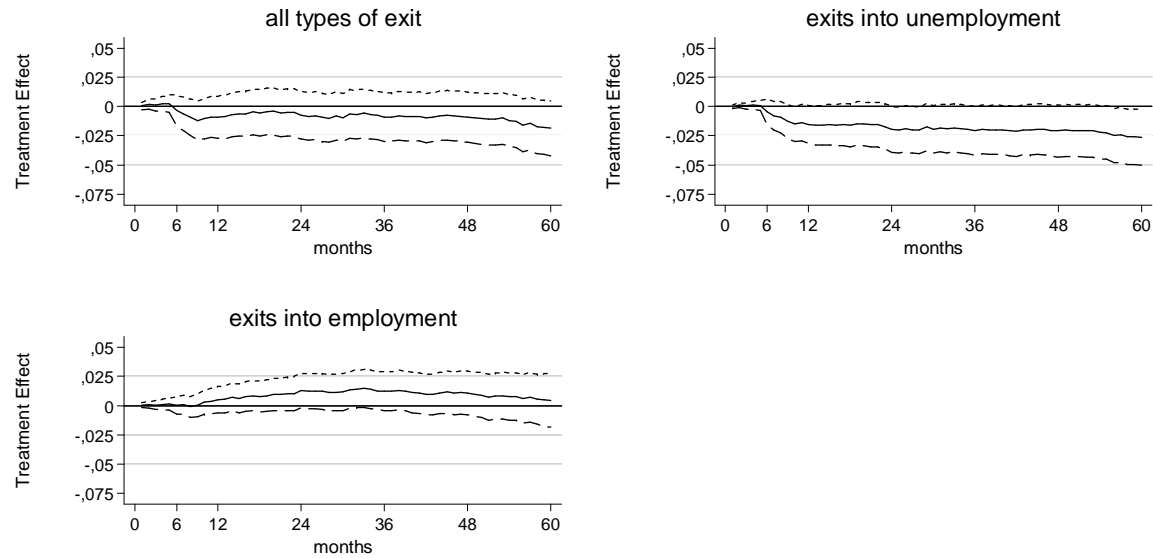 all types of exit
Treatment Effect
,05
,025
0
-,025
-,05
-,075
0 6 12 24 36 48 60
months
exits into unemployment
Treatment Effect
,05
,025
0
-,025
-,05
-,075
0 6 12 24 36 48 60
months
exits into employment
Treatment Effect
,05
,025
0
-,025
-,05
-,075
0 6 12 24 36 48 60
months